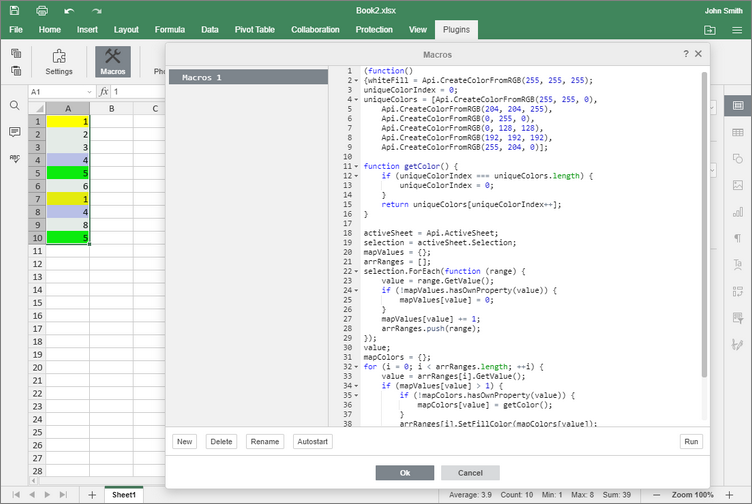 Book2.xlsx
John Smith
File Home Insert Layout Formula Data Pivot Table Collaboration Protection View Plugins
Settings
Macros
Macros
? ×
A1
fx 1
A B C
1 1
2 2
3 3
4 4
5 5
6 6
7 1
8 4
9 8
10 5
11
12
13
14
15
16
17
18
19
20
21
22
23
24
25
26
27
28
Macros 1
1 (function()
2 {whiteFill = Api.CreateColorFromRGB(255, 255, 255);
3 uniqueColorIndex = 0;
4 uniqueColors = [Api.CreateColorFromRGB(255, 255, 0),
5 Api.CreateColorFromRGB(204, 204, 255),
6 Api.CreateColorFromRGB(0, 255, 0),
7 Api.CreateColorFromRGB(0, 128, 128),
8 Api.CreateColorFromRGB(192, 192, 192),
9 Api.CreateColorFromRGB(255, 204, 0)];
10
11 function getColor() {
12 if (uniqueColorIndex === uniqueColors.length) {
13 uniqueColorIndex = 0;
14 }
15 return uniqueColors[uniqueColorIndex++];
16 }
17
18 activeSheet = Api.ActiveSheet;
19 selection = activeSheet.Selection;
20 mapValues = {};
21 arrRanges = [];
22 selection.ForEach(function (range) {
23 value = range.GetValue();
24 if (!mapValues.hasOwnProperty(value)) {
25 mapValues[value] = 0;
26 }
27 mapValues[value] += 1;
28 arrRanges.push(range);
29 });
30 value;
31 mapColors = {};
32 for (i = 0; i < arrRanges.length; ++i) {
33 value = arrRanges[i].GetValue();
34 if (mapValues[value] > 1) {
35 if (!mapColors.hasOwnProperty(value)) {
36 mapColors[value] = getColor();
37 }
38 arrRanges[i].SetFillColor(mapColors[value]);
New Delete Rename Autostart Run
Ok Cancel
Sheet1
Average: 3.9 Count: 10 Min: 1 Max: 8 Sum: 39
Zoom 100%